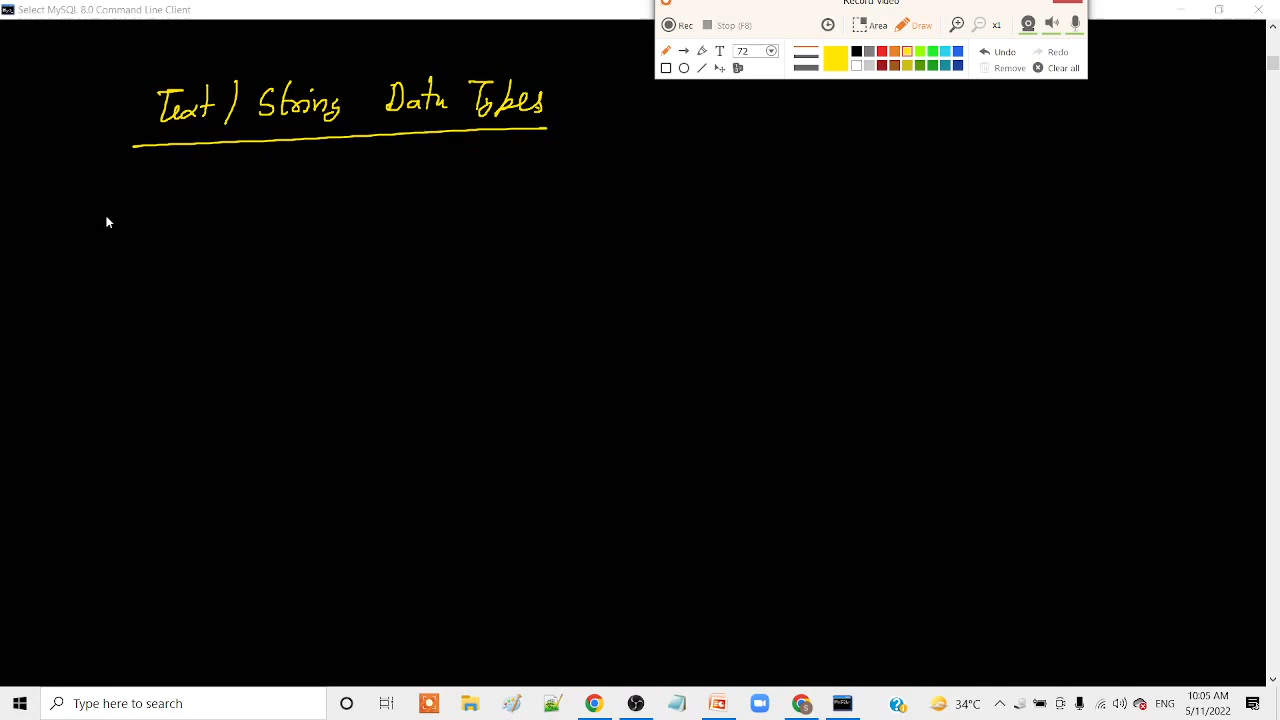 Select MySQL 8.0 Command Line Client
Record video
Rec Stop (F8) Area Draw x1
T 72 Undo Redo
Remove Clear all
Text / String Data Types
Type here to search
34°C ENG 10:05 AM
5/11/2022